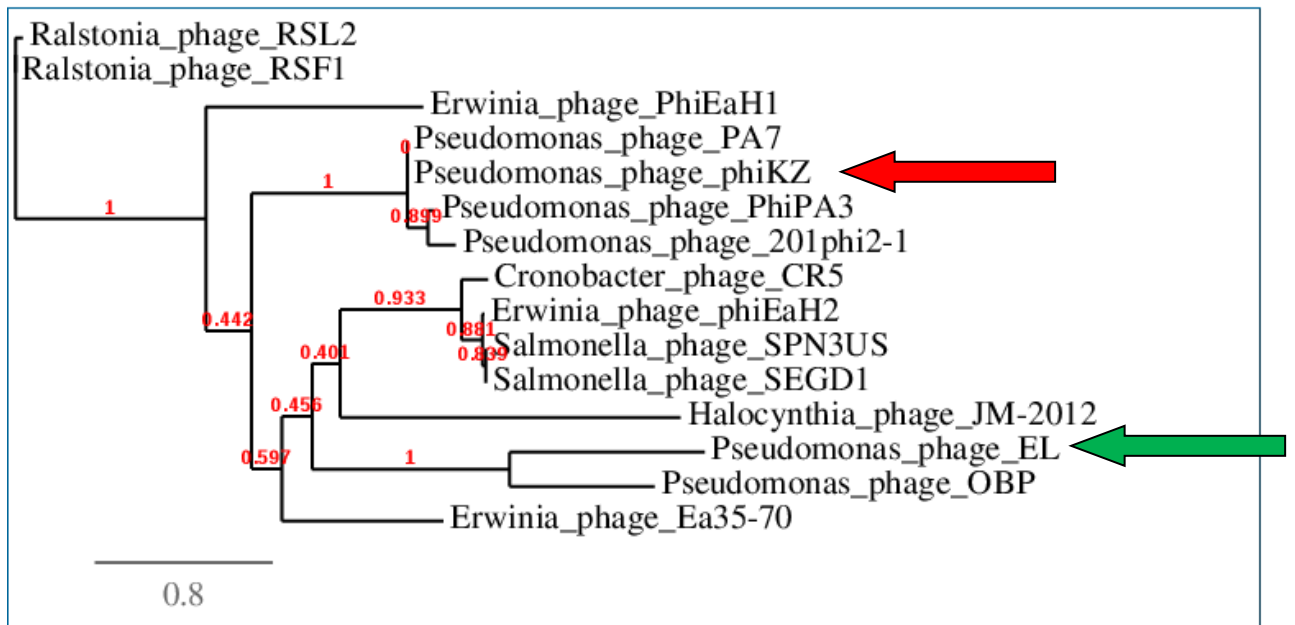 Ralstonia_phage_RSL2
Ralstonia_phage_RSF1
Erwinia_phage_PhiEaH1
Pseudomonas_phage_PA7
0
Pseudomonas_phage_phiKZ
1
Pseudomonas_phage_PhiPA3
1
0.899
Pseudomonas_phage_201phi2-1
Cronobacter_phage_CR5
0.933
Erwinia_phage_phiEaH2
0.442
0.881
Salmonella_phage_SPN3US
0.401
0.839
Salmonella_phage_SEGD1
0.456
Halocynthia_phage_JM-2012
Pseudomonas_phage_EL
0.597
1
Pseudomonas_phage_OBP
Erwinia_phage_Ea35-70
0.8